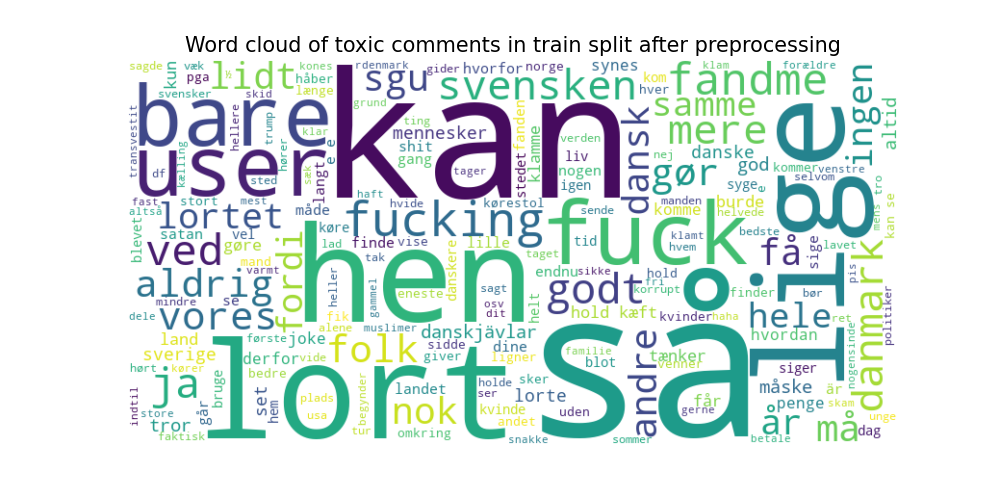 Word cloud of toxic comments in train split after preprocessing
sagde
væk
kun
lidt
kones
håber
længe
rdenmark
sgu
gider
hvorfor
norge
synes
kom
hver
klam
forældre
fandme
svensker
pga
½
skid
grund
svensken
samme
mere
ingen
altid
transvestit
bare
kan
user
hellere
trump
hører
klar
langt
e e
ting
mennesker
shit
gang
fanden
klamme
stedet
verden
liv
nogen
igen
dansk
nej
danske
god
gør
syge
e
kommer
venstre
selvom
lige
mens
tro
kan se
kælling
df
sted
sæk
tager
fast
stort
mest
måde
haft
hvide
kørestol
sende
manden
helvede
burde
komme
altså
blevet
lortet
satan
vel
køre
fucking
fuck
tid
klamt
hvem
bedste
få
sige
lavet
pis
ved
gøre
mand
varmt
fordi
lad
finde
vise
tak
lille
danskere
taget
endnu
sikke
fri
hold
korrupt
finder
bør
danmark
aldrig
mindre
se
hen
heller
gammel
eneste
sagt
osv
dit
helt
godt
hold kæft
kvinder
haha
hele
ret
politiker
dele
vores
første
fik
alene
muslimer
danskjävlar
hvordan
nogensinde
land
sverige
derfor
joke
folk
sidde
giver
dine
ligner
familie
blot
andre
tænker
venner
siger
hørt
kører
bedre
vide
lort
så
ja
bruge
set
plads
landet
holde
ser
sker
lorte
måske
är
penge
indtil
store
tror
går
hem
usa
tur
begynder
nok
kvinde
det
uden
får
gerne
år
må
skam
unge
dag
faktisk
omkring
snakke
sommer
betale